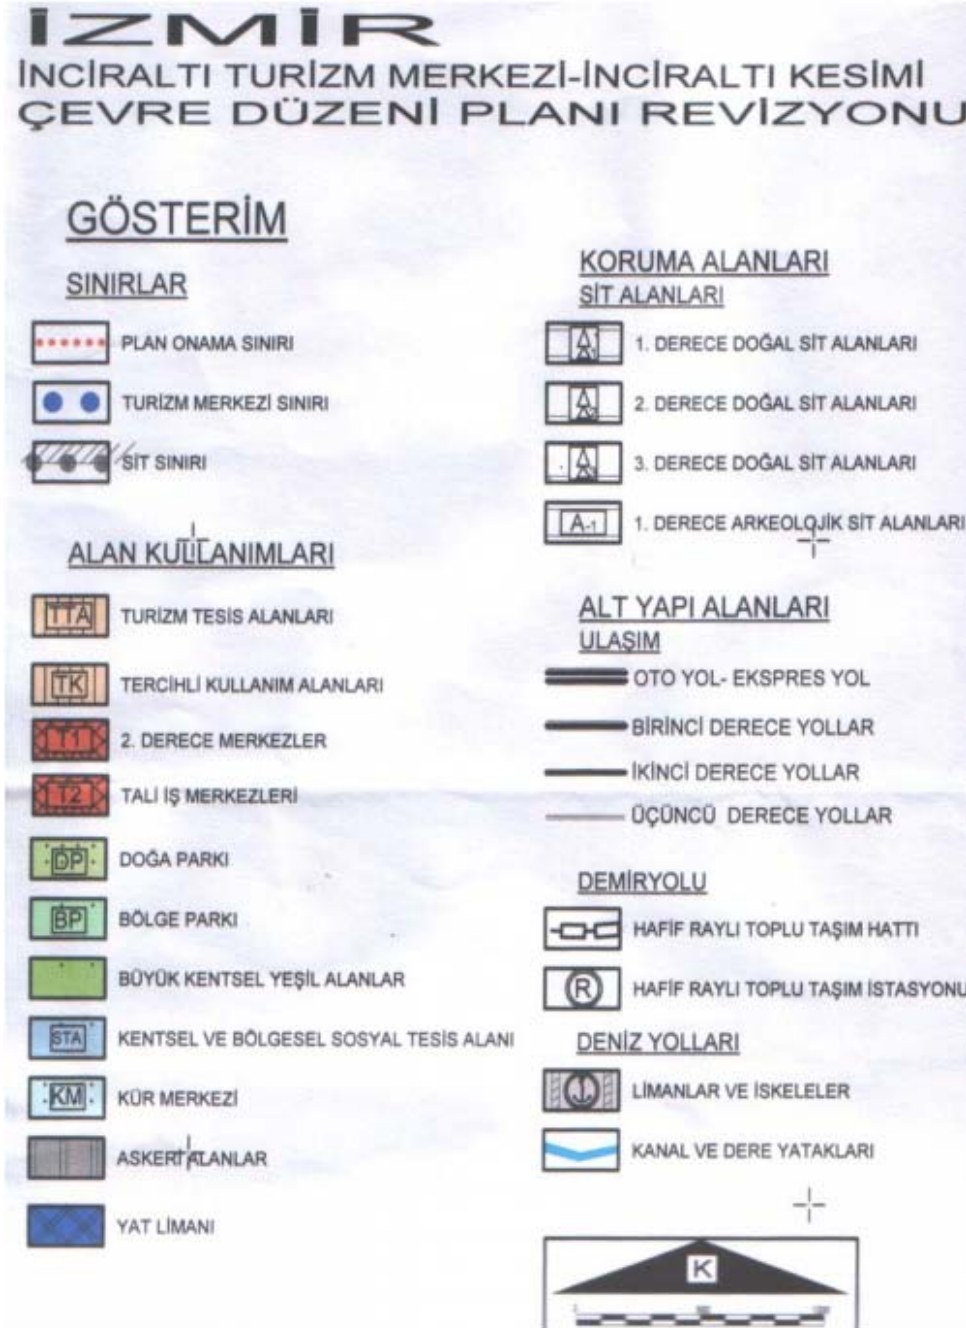 İZMİR
İNCİRALTI TURİZM MERKEZİ-İNCİRALTI KESİMİ
ÇEVRE DÜZENİ PLANI REVİZYONU
GÖSTERİM
SINIRLAR
PLAN ONAMA SINIRI
TURİZM MERKEZİ SINIRI
SİT SINIRI
ALAN KULLANIMLARI
TTA TURİZM TESİS ALANLARI
TK TERCİHLİ KULLANIM ALANLARI
T1 2. DERECE MERKEZLER
T2 TALİ İŞ MERKEZLERİ
DP DOĞA PARKI
BP BÖLGE PARKI
BÜYÜK KENTSEL YEŞİL ALANLAR
STA KENTSEL VE BÖLGESEL SOSYAL TESİS ALANI
KM KÜR MERKEZİ
ASKERİ ALANLAR
YAT LİMANI
KORUMA ALANLARI
SİT ALANLARI
1. DERECE DOĞAL SİT ALANLARI
2. DERECE DOĞAL SİT ALANLARI
3. DERECE DOĞAL SİT ALANLARI
A-1 1. DERECE ARKEOLOJİK SİT ALANLARI
ALT YAPI ALANLARI
ULAŞIM
OTO YOL- EKSPRES YOL
BİRİNCİ DERECE YOLLAR
İKİNCİ DERECE YOLLAR
ÜÇÜNCÜ DERECE YOLLAR
DEMİRYOLU
HAFİF RAYLI TOPLU TAŞIM HATTI
R HAFİF RAYLI TOPLU TAŞIM İSTASYONU
DENİZ YOLLARI
LİMANLAR VE İSKELELER
KANAL VE DERE YATAKLARI
K